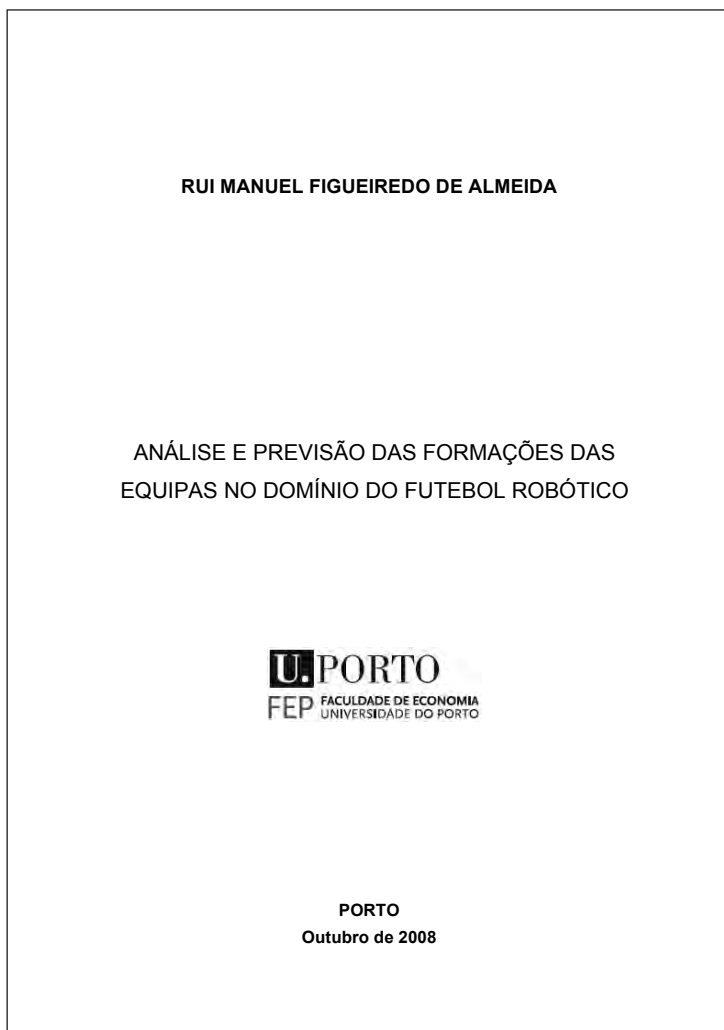 RUI MANUEL FIGUEIREDO DE ALMEIDA
ANÁLISE E PREVISÃO DAS FORMAÇÕES DAS
EQUIPAS NO DOMÍNIO DO FUTEBOL ROBÓTICO
U.PORTO
FEP FACULDADE DE ECONOMIA
UNIVERSIDADE DO PORTO
PORTO
Outubro de 2008